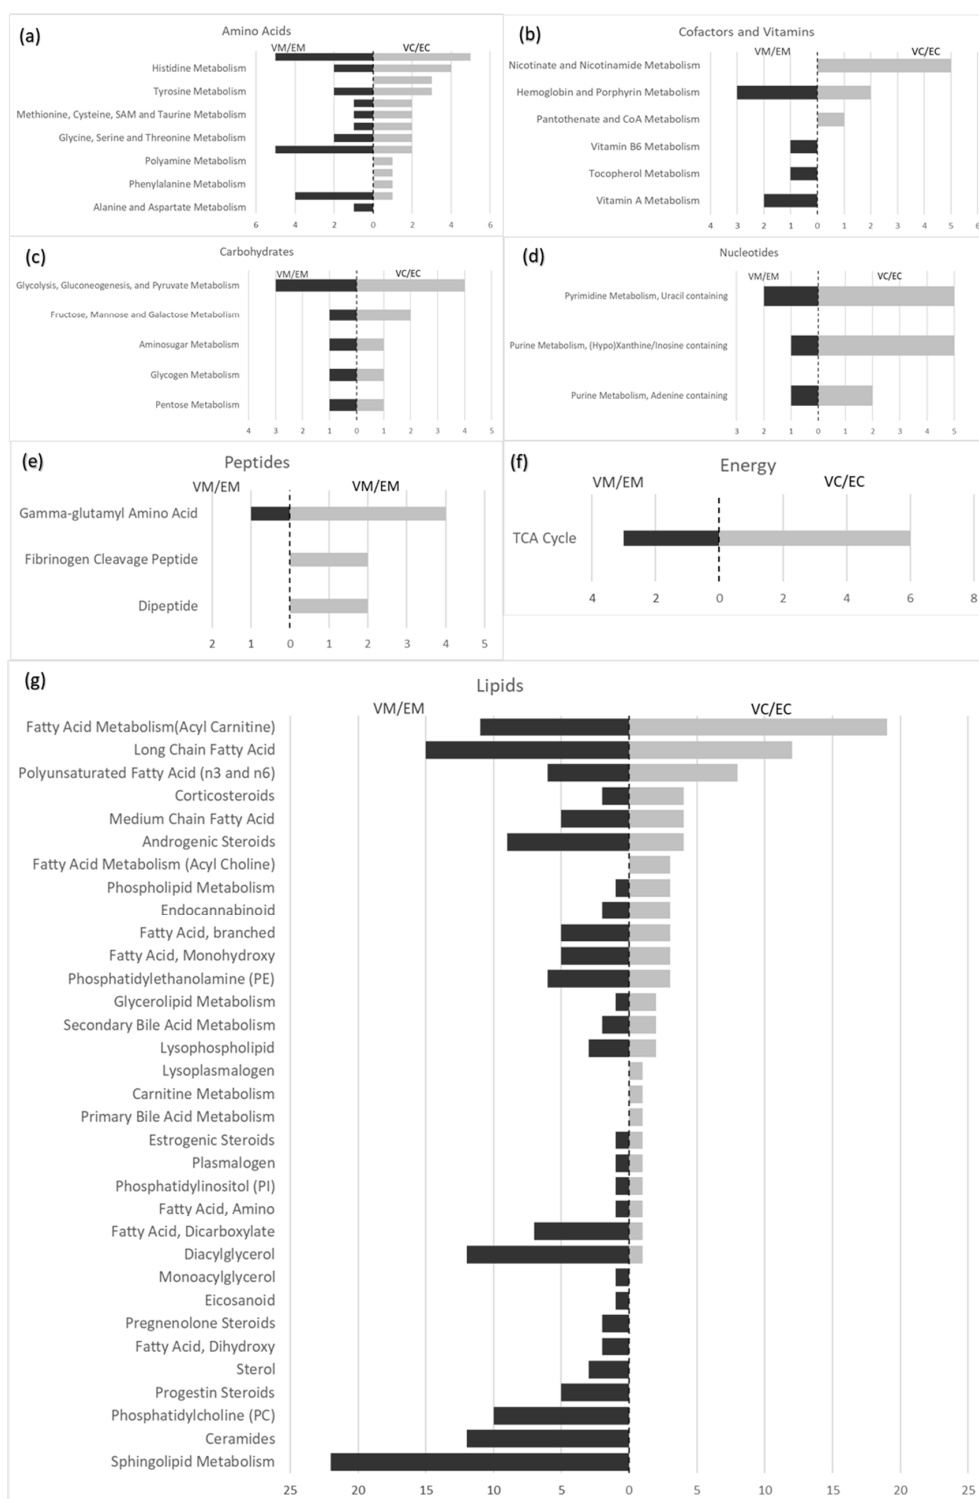 (a)
Amino Acids
VM/EM VC/EC
Histidine Metabolism
Tyrosine Metabolism
Methionine, Cysteine, SAM and Taurine Metabolism
Glycine, Serine and Threonine Metabolism
Polyamine Metabolism
Phenylalanine Metabolism
Alanine and Aspartate Metabolism
6 4 2 0 2 4 6
(b)
Cofactors and Vitamins
VM/EM VC/EC
Nicotinate and Nicotinamide Metabolism
Hemoglobin and Porphyrin Metabolism
Pantothenate and CoA Metabolism
Vitamin B6 Metabolism
Tocopherol Metabolism
Vitamin A Metabolism
4 3 2 1 0 1 2 3 4 5 6
(c)
Carbohydrates
VM/EM VC/EC
Glycolysis, Gluconeogenesis, and Pyruvate Metabolism
Fructose, Mannose and Galactose Metabolism
Aminosugar Metabolism
Glycogen Metabolism
Pentose Metabolism
4 3 2 1 0 1 2 3 4 5
(d)
Nucleotides
VM/EM VC/EC
Pyrimidine Metabolism, Uracil containing
Purine Metabolism, (Hypo)Xanthine/Inosine containing
Purine Metabolism, Adenine containing
3 2 1 0 1 2 3 4 5
(e)
Peptides
VM/EM VM/EM
Gamma-glutamyl Amino Acid
Fibrinogen Cleavage Peptide
Dipeptide
2 1 0 1 2 3 4 5
(f)
Energy
VM/EM VC/EC
TCA Cycle
4 2 0 2 4 6 8
(g)
Lipids
VM/EM VC/EC
Fatty Acid Metabolism(Acyl Carnitine)
Long Chain Fatty Acid
Polyunsaturated Fatty Acid (n3 and n6)
Corticosteroids
Medium Chain Fatty Acid
Androgenic Steroids
Fatty Acid Metabolism (Acyl Choline)
Phospholipid Metabolism
Endocannabinoid
Fatty Acid, branched
Fatty Acid, Monohydroxy
Phosphatidylethanolamine (PE)
Glycerolipid Metabolism
Secondary Bile Acid Metabolism
Lysophospholipid
Lysoplasmalogen
Carnitine Metabolism
Primary Bile Acid Metabolism
Estrogenic Steroids
Plasmalogen
Phosphatidylinositol (PI)
Fatty Acid, Amino
Fatty Acid, Dicarboxylate
Diacylglycerol
Monoacylglycerol
Eicosanoid
Pregnenolone Steroids
Fatty Acid, Dihydroxy
Sterol
Progestin Steroids
Phosphatidylcholine (PC)
Ceramides
Sphingolipid Metabolism
25 20 15 10 5 0 5 10 15 20 25